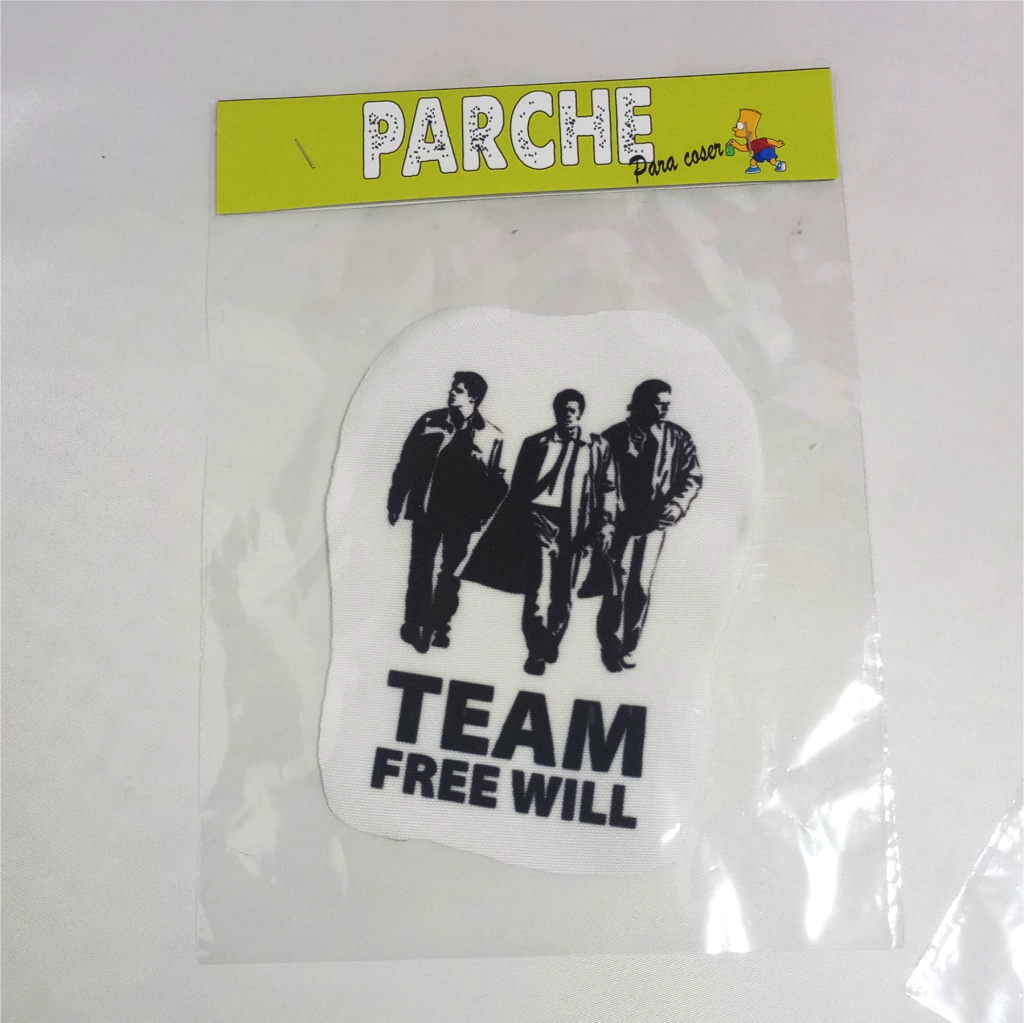 PARCHE
Para coser
TEAM
FREE WILL